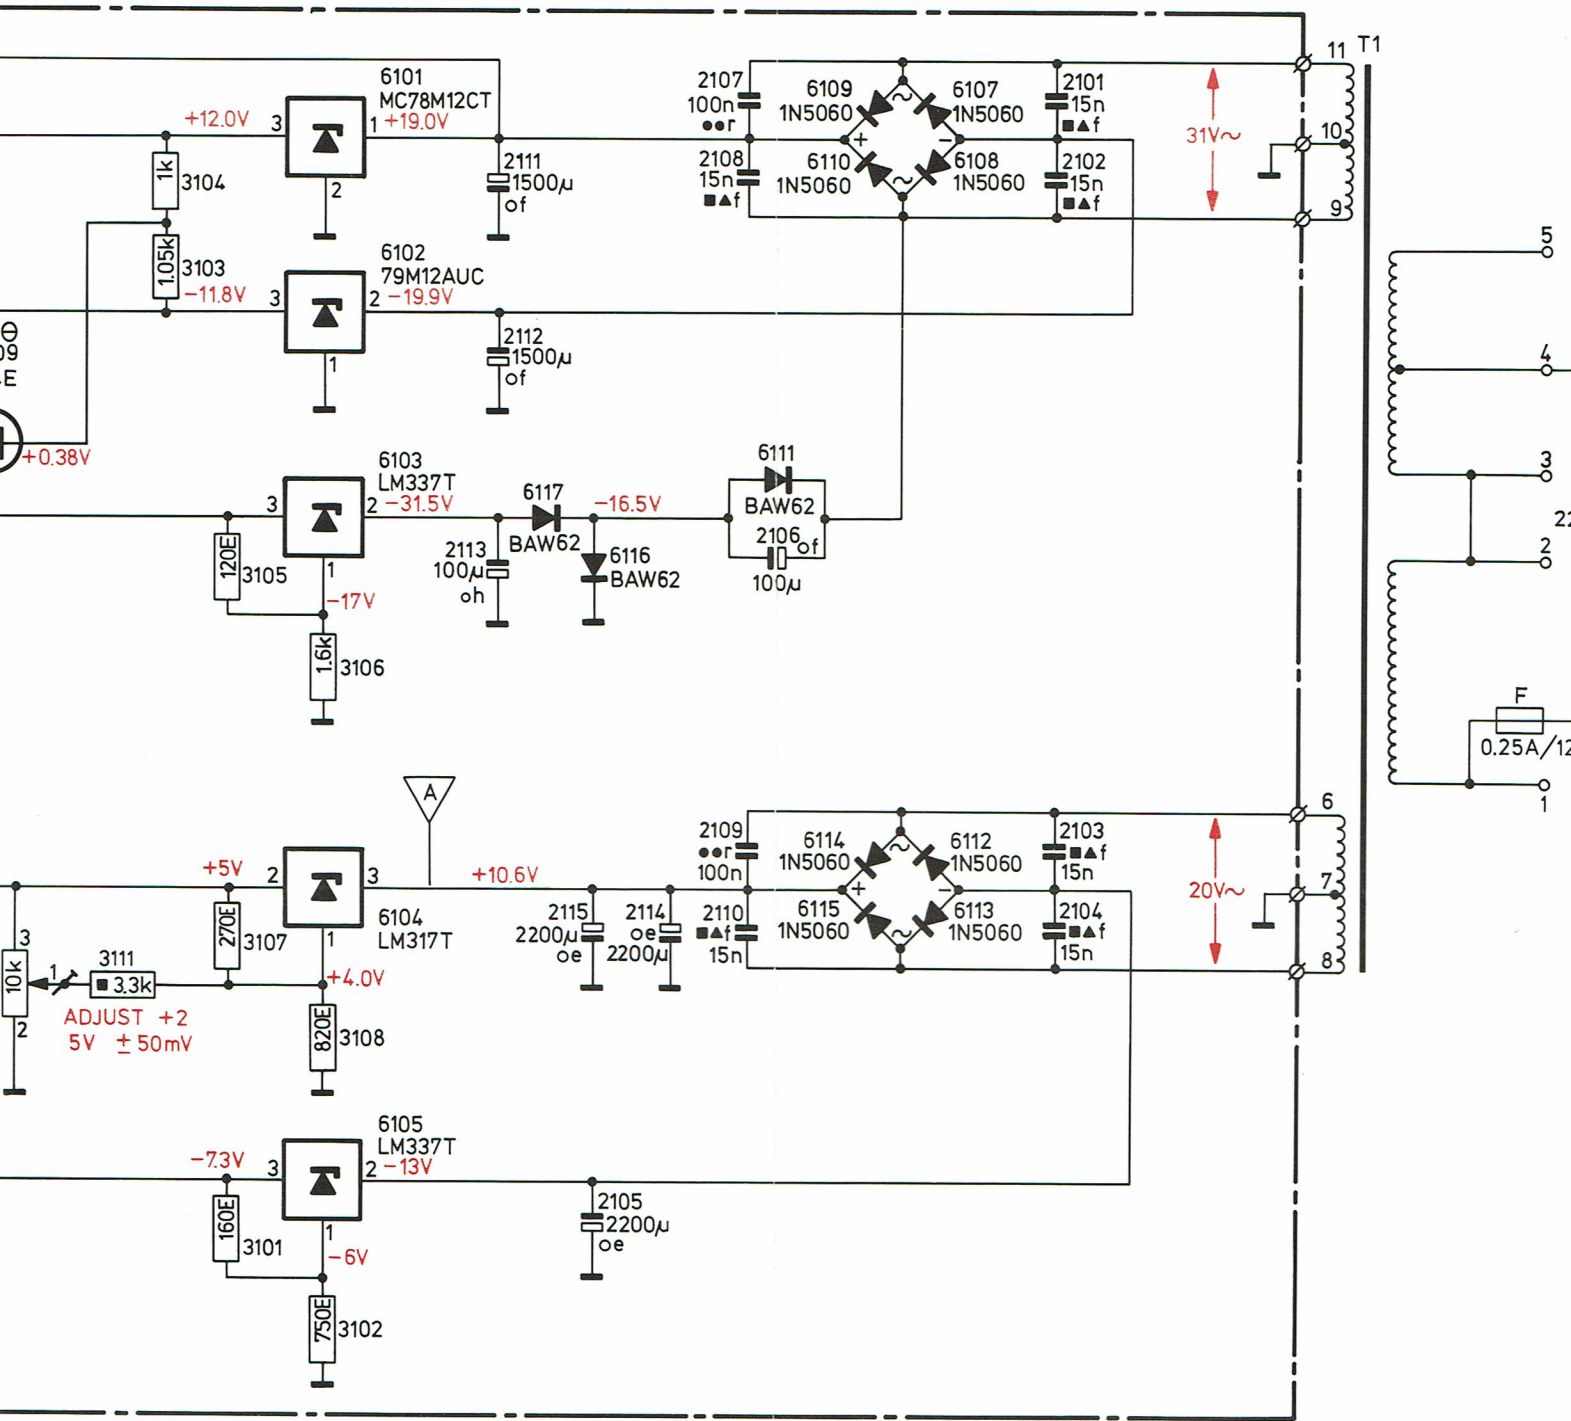 11 T1
6101
MC78M12CT
+12.0V 3 1 +19.0V
2
1k 3104
2111
1500µ
of
2107
100n
●●r
2108
15n
■▲f
6109
1N5060
6107
1N5060
6110
1N5060
6108
1N5060
~
+ −
~
2101
15n
■▲f
2102
15n
■▲f
31V~
10
9
1.05k 3103
6102
79M12AUC
-11.8V 3 2 -19.9V
1
2112
1500µ
of
09
E
+0.38V
5
4
3
2
22
6103
LM337T
3 2 -31.5V
1
-17V
120E 3105
1.6k 3106
6117
BAW62
-16.5V
2113
100µ
oh
6116
BAW62
6111
BAW62
2106 of
100µ
F
0.25A/12
1
A
6104
LM317T
+5V 2 3 +10.6V
1
+4.0V
270E 3107
820E 3108
3
10k 1
2
3111
■ 3.3k
ADJUST +2
5V ±50mV
2115
2200µ
oe
2114
oe
2200µ
2109
●●r
100n
2110
■▲f
15n
6114
1N5060
6112
1N5060
6115
1N5060
6113
1N5060
~
+ −
~
2103
■▲f
15n
2104
■▲f
15n
20V~
6
7
8
6105
LM337T
-7.3V 3 2 -13V
1
-6V
160E 3101
750E 3102
2105
2200µ
oe